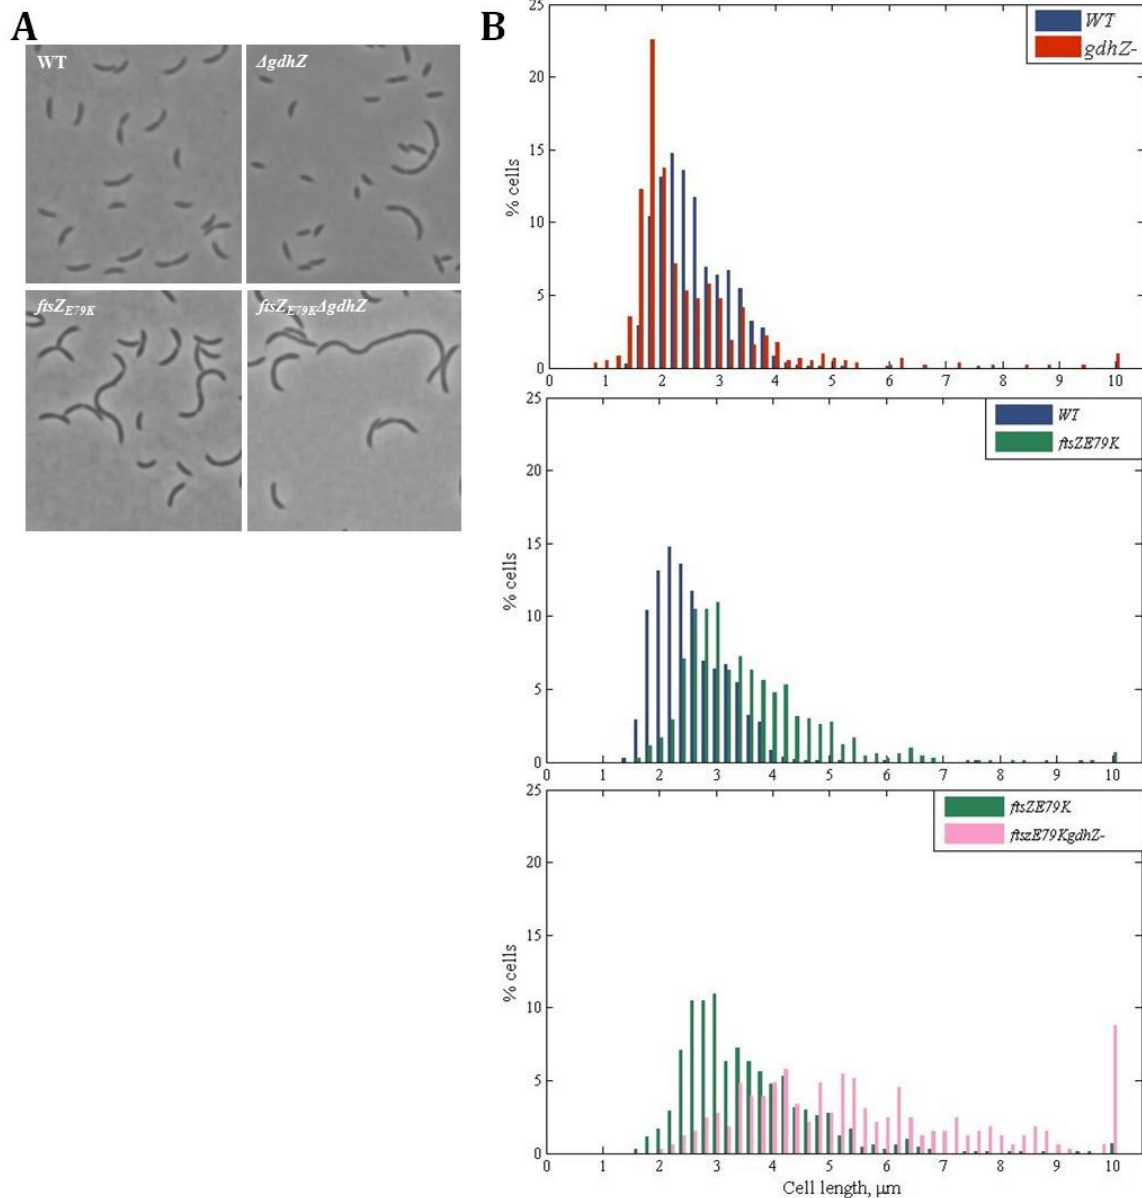 A
WT
ΔgdhZ
ftsZE79K
ftsZE79KΔgdhZ
B
25
20
15
10
5
0
% cells
WT
gdhZ-
0 1 2 3 4 5 6 7 8 9 10
25
20
15
10
5
0
% cells
WT
ftsZE79K
0 1 2 3 4 5 6 7 8 9 10
25
20
15
10
5
0
% cells
ftsZE79K
ftszE79KgdhZ-
0 1 2 3 4 5 6 7 8 9 10
Cell length, μm